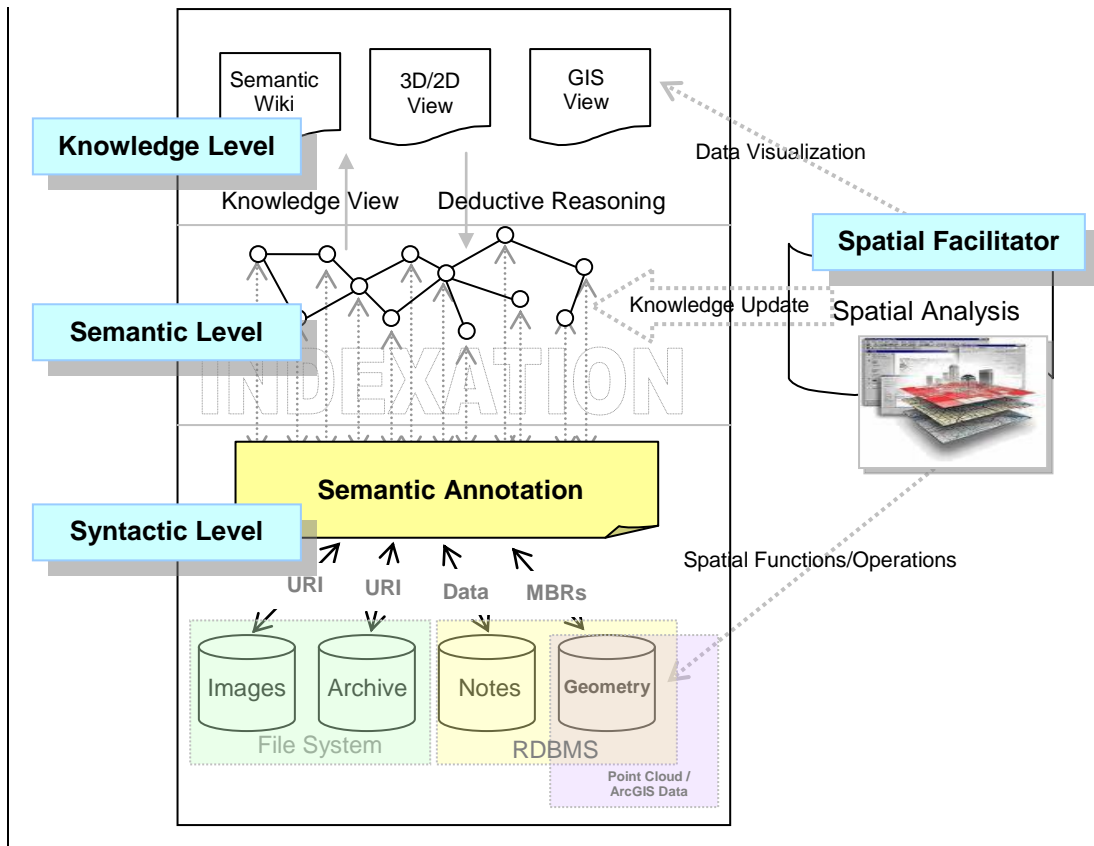 Semantic
Wiki
3D/2D
View
GIS
View
Knowledge Level
Data Visualization
Knowledge View
Deductive Reasoning
Spatial Facilitator
Semantic Level
Knowledge Update
Spatial Analysis
INDEXATION
Semantic Annotation
Syntactic Level
Spatial Functions/Operations
URI
URI
Data
MBRs
Images
Archive
Notes
Geometry
File System
RDBMS
Point Cloud /
ArcGIS Data